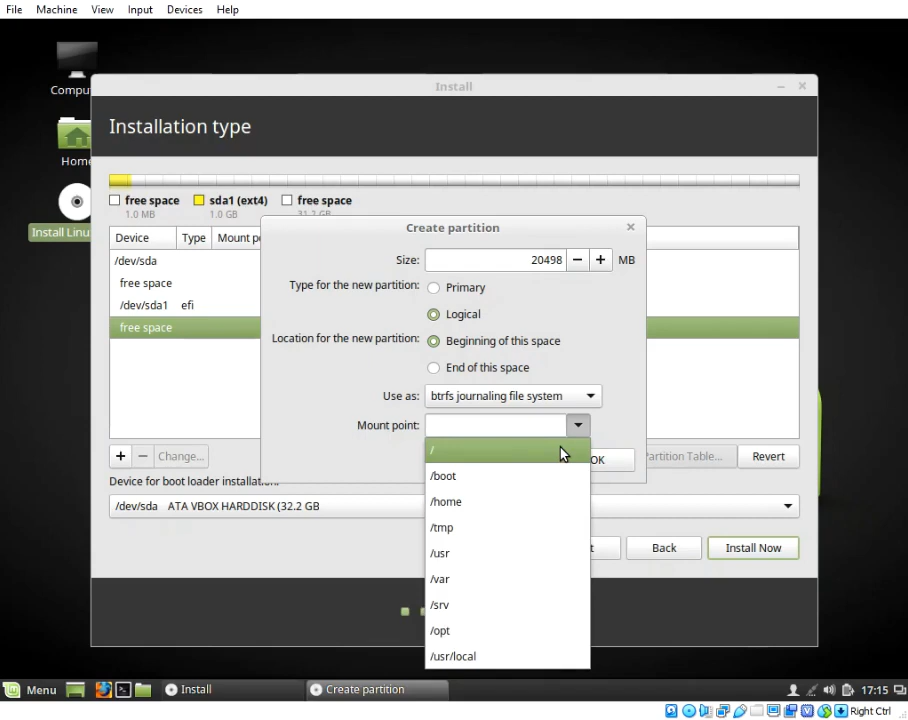 File Machine View Input Devices Help
Compu
Home
Install Linu
Install
Installation type
free space sda1 (ext4) free space
1.0 MB 1.0 GB 31.2 GB
Device Type Mount po
/dev/sda
free space
/dev/sda1 efi
free space
Create partition
Size: 20498 MB
Type for the new partition: Primary
Logical
Location for the new partition: Beginning of this space
End of this space
Use as: btrfs journaling file system
Mount point:
/
/boot
/home
/tmp
/usr
/var
/srv
/opt
/usr/local
OK
+ − Change... Partition Table... Revert
Device for boot loader installation:
/dev/sda ATA VBOX HARDDISK (32.2 GB
t Back Install Now
Menu Install Create partition 17:15
Right Ctrl